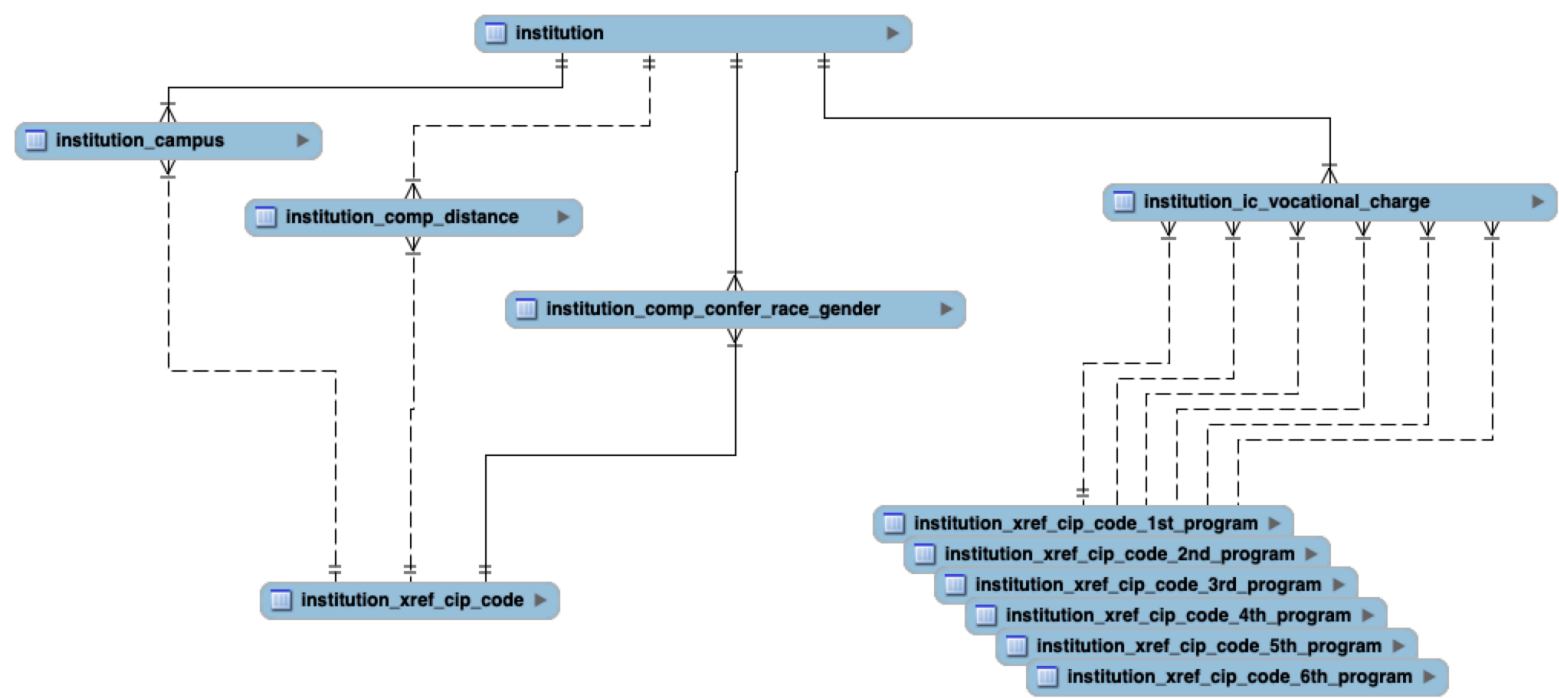 institution
institution_campus
institution_comp_distance
institution_ic_vocational_charge
institution_comp_confer_race_gender
institution_xref_cip_code_1st_program
institution_xref_cip_code_2nd_program
institution_xref_cip_code_3rd_program
institution_xref_cip_code
institution_xref_cip_code_4th_program
institution_xref_cip_code_5th_program
institution_xref_cip_code_6th_program